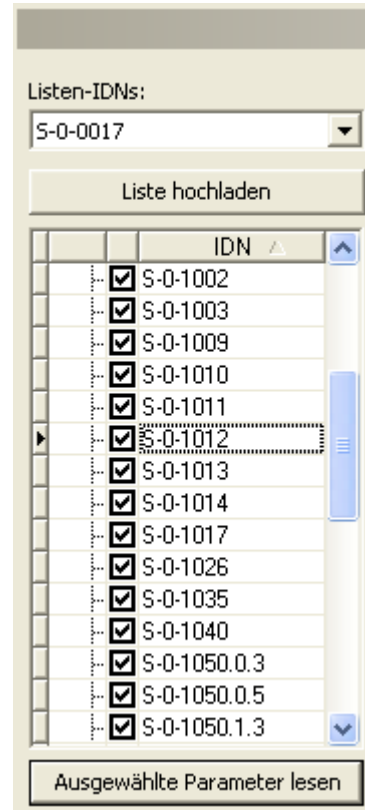 Listen-IDNs:
S-0-0017
Liste hochladen
IDN
S-0-1002
S-0-1003
S-0-1009
S-0-1010
S-0-1011
S-0-1012
S-0-1013
S-0-1014
S-0-1017
S-0-1026
S-0-1035
S-0-1040
S-0-1050.0.3
S-0-1050.0.5
S-0-1050.1.3
Ausgewählte Parameter lesen